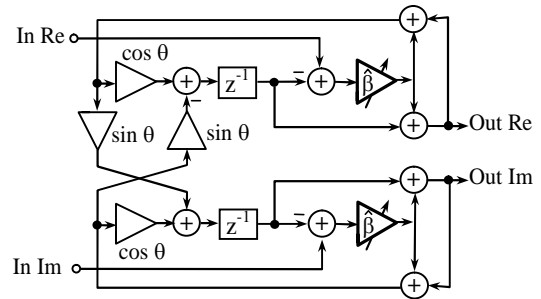 +
In Re
cos θ
+
z⁻¹
−
+
β̂
−
sin θ
sin θ
+
Out Re
+
Out Im
+
z⁻¹
−
+
β̂
cos θ
In Im
+